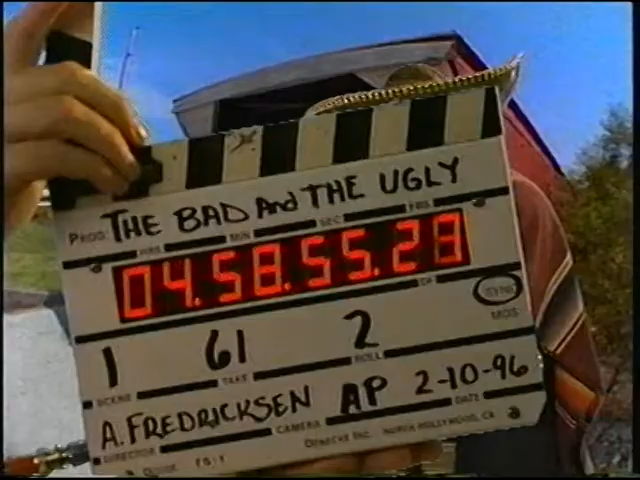 PROD. THE BAD AND THE UGLY
HRS MIN SEC FRS
04.58.55.28
SYNC
1 61 2
MOS
SCENE TAKE ROLL
A. FREDRICKSEN AP 2-10-96
DIRECTOR CAMERA DATE
DENECKE INC. NORTH HOLLYWOOD, CA